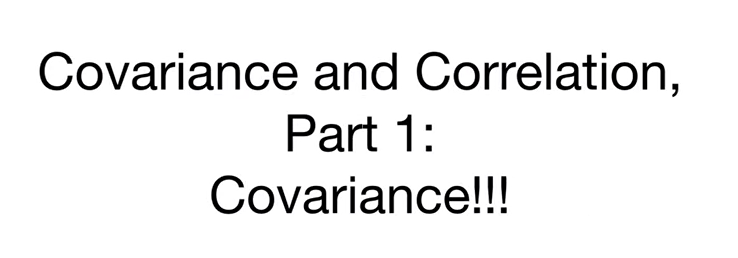 Covariance and Correlation,
Part 1:
Covariance!!!